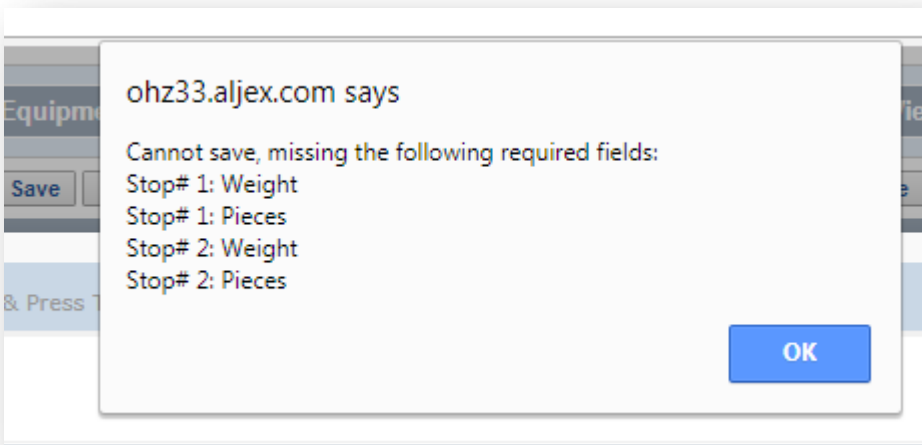 ohz33.aljex.com says
Cannot save, missing the following required fields:
Stop# 1: Weight
Stop# 1: Pieces
Stop# 2: Weight
Stop# 2: Pieces
OK
Save
& Press